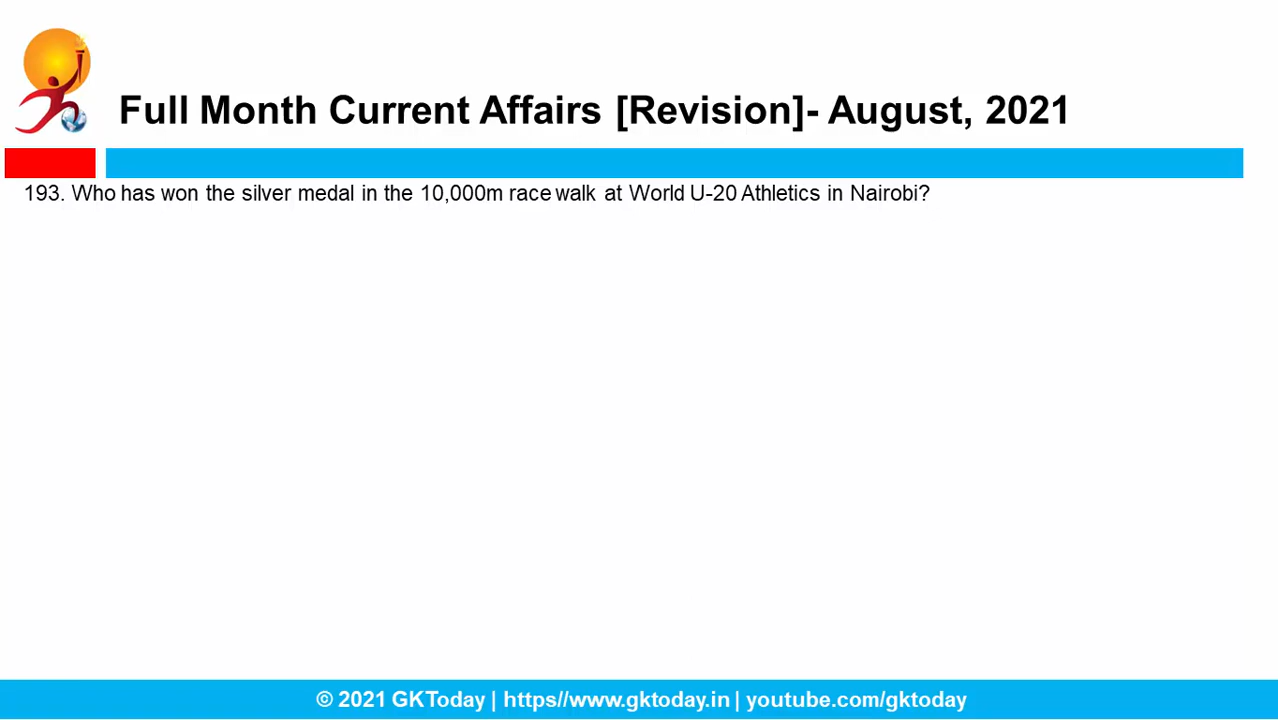 Full Month Current Affairs [Revision]- August, 2021
193. Who has won the silver medal in the 10,000m race walk at World U-20 Athletics in Nairobi?
© 2021 GKToday | https//www.gktoday.in | youtube.com/gktoday